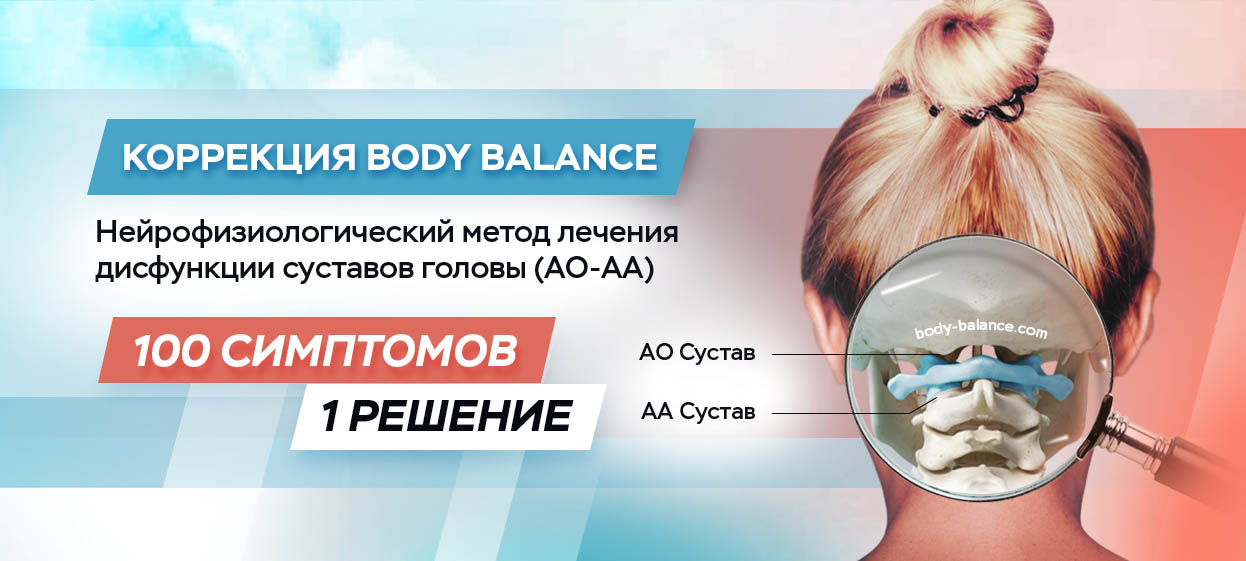 КОРРЕКЦИЯ BODY BALANCE
Нейрофизиологический метод лечения
дисфункции суставов головы (АО-АА)
100 СИМПТОМОВ
1 РЕШЕНИЕ
body-balance.com
АО Сустав
АА Сустав